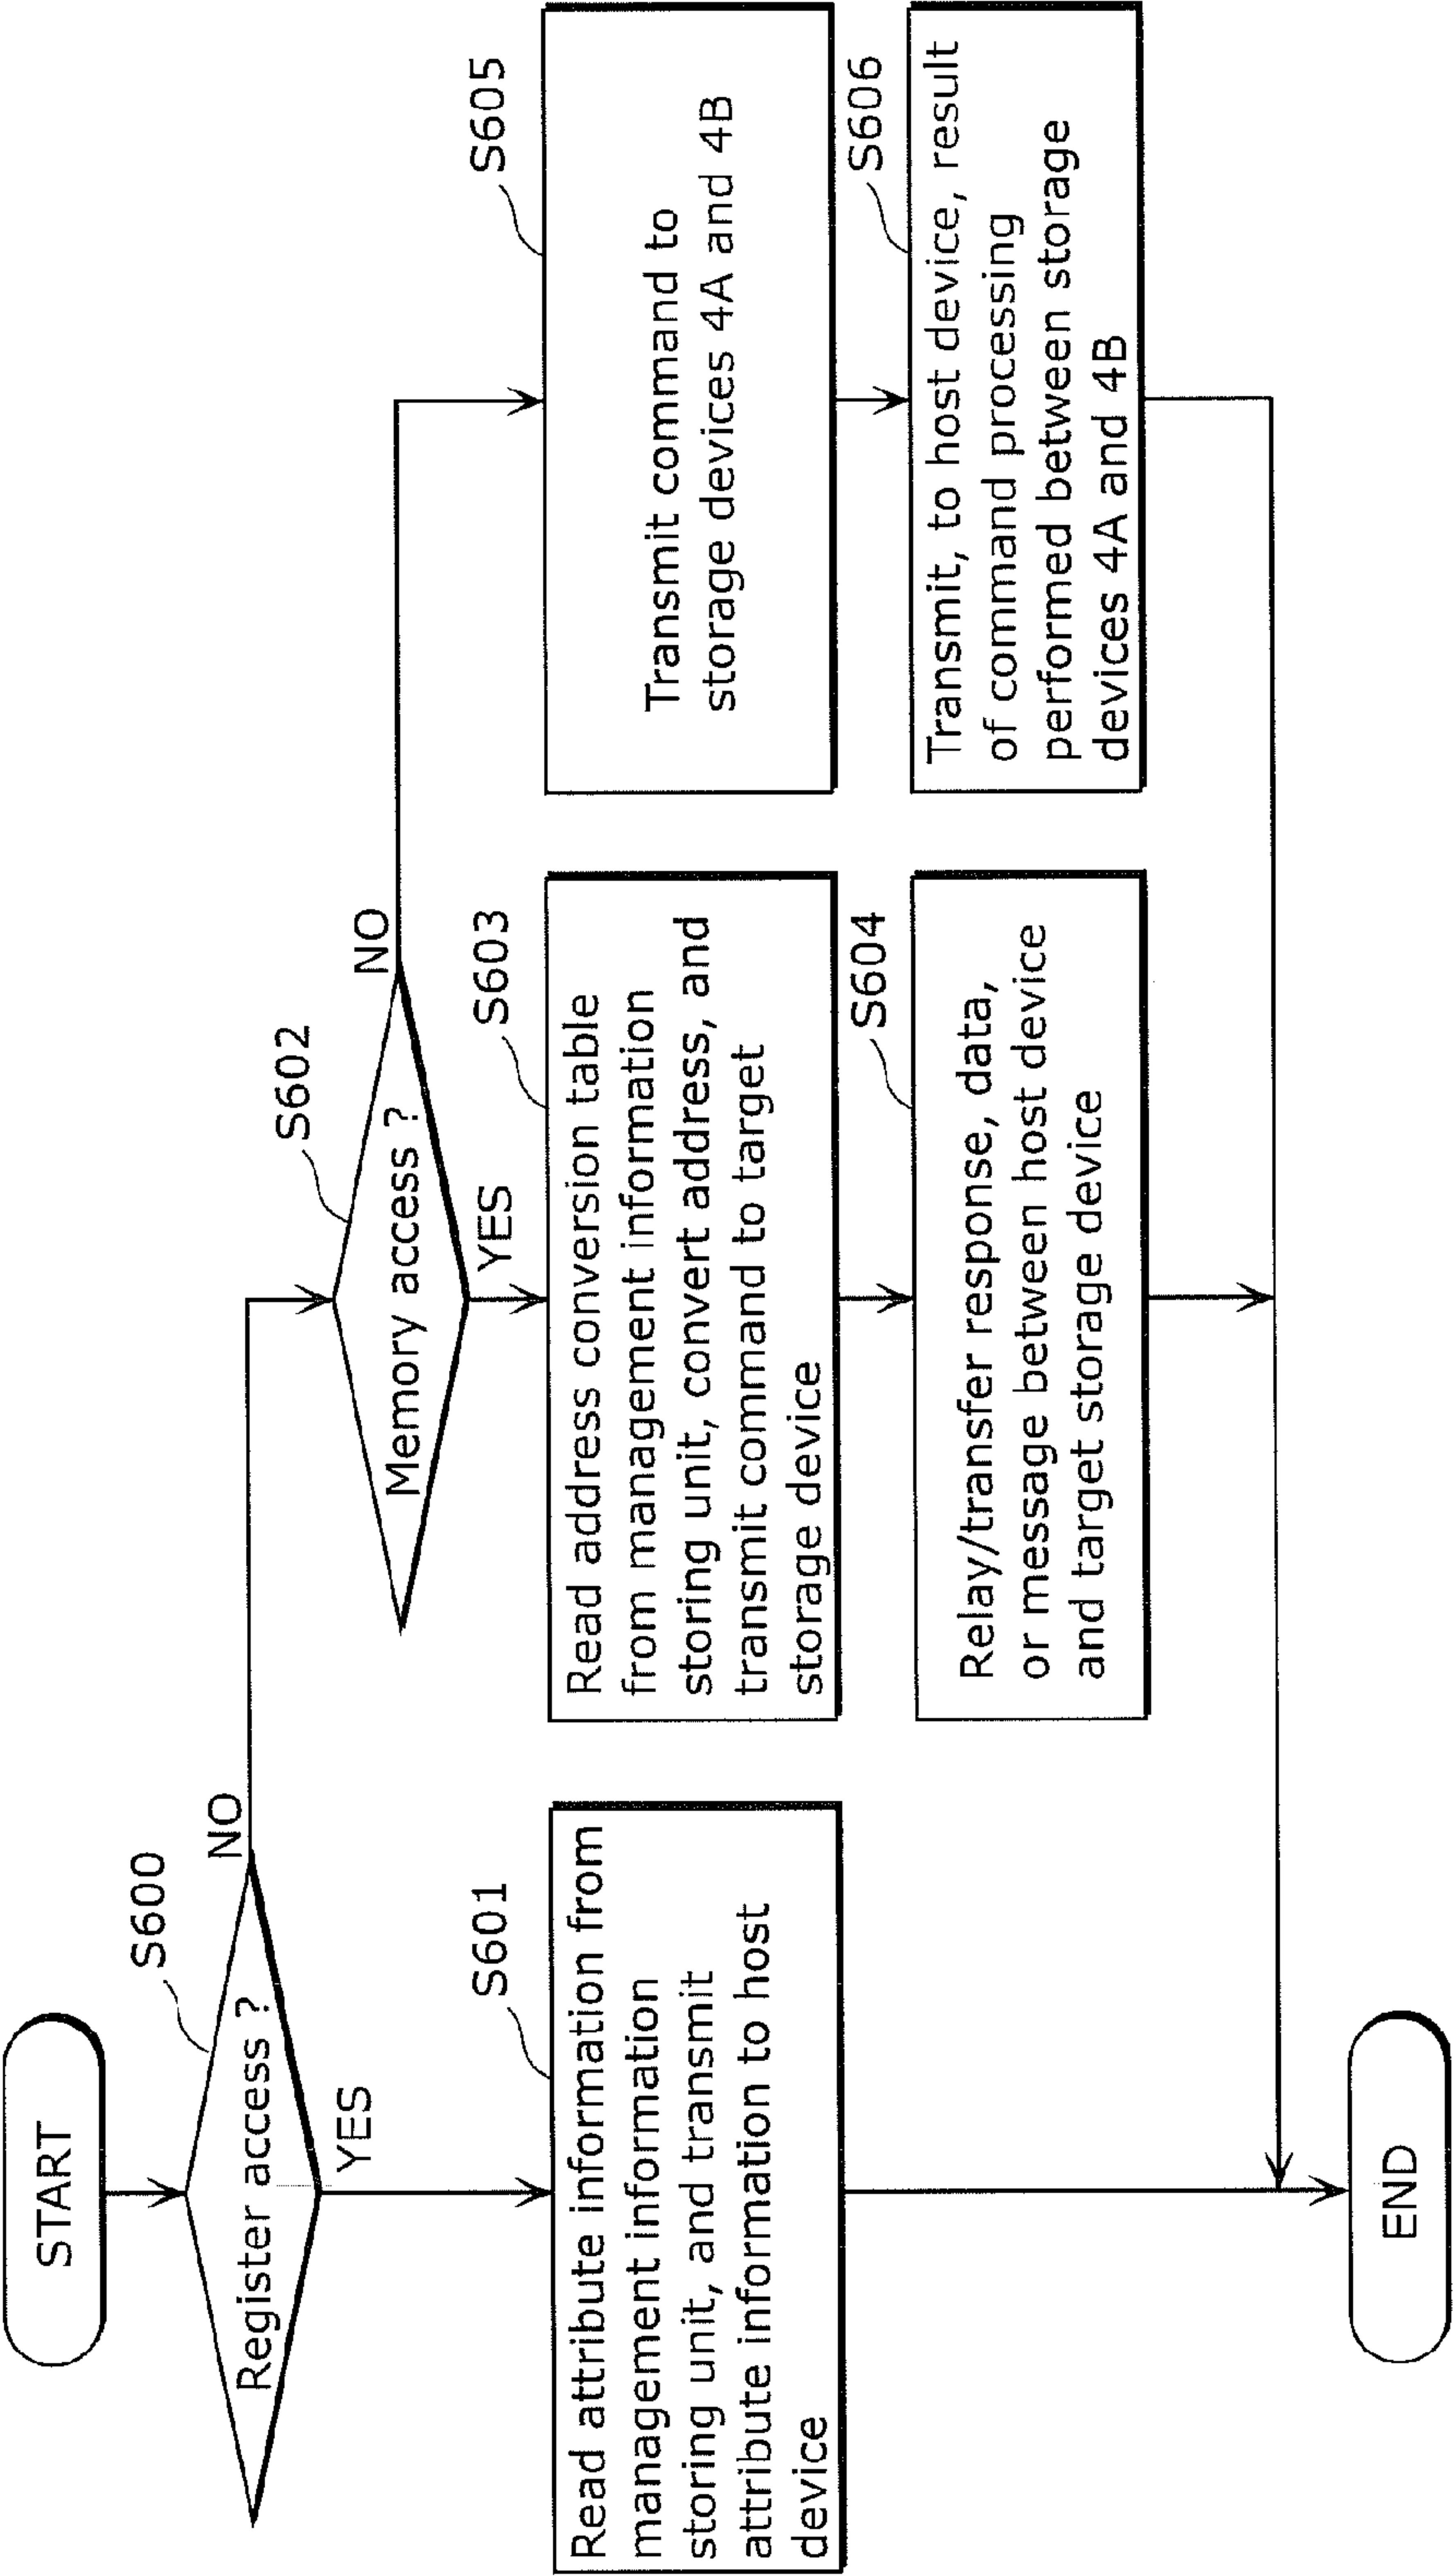 START
S600
Register access ?
NO
YES
S601
Read attribute information from
management information
storing unit, and transmit
attribute information to host
device
S602
Memory access ?
NO
YES
S603
Read address conversion table
from management information
storing unit, convert address, and
transmit command to target
storage device
S604
Relay/transfer response, data,
or message between host device
and target storage device
S605
Transmit command to
storage devices 4A and 4B
S606
Transmit, to host device, result
of command processing
performed between storage
devices 4A and 4B
END